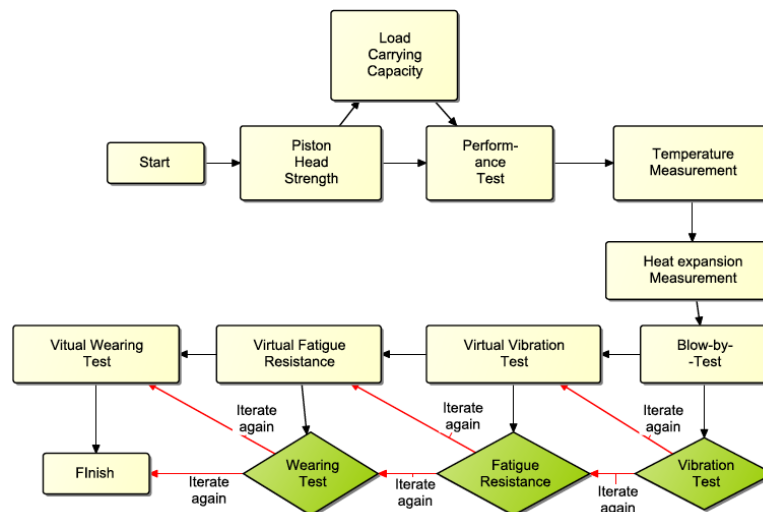 Load
Carrying
Capacity
Start
Piston
Head
Strength
Perform-
ance
Test
Temperature
Measurement
Heat expansion
Measurement
Vitual Wearing
Test
Virtual Fatigue
Resistance
Virtual Vibration
Test
Blow-by-
-Test
Iterate
again
Iterate
again
Iterate
again
FInish
Iterate
again
Wearing
Test
Iterate
again
Fatigue
Resistance
Iterate
again
Vibration
Test